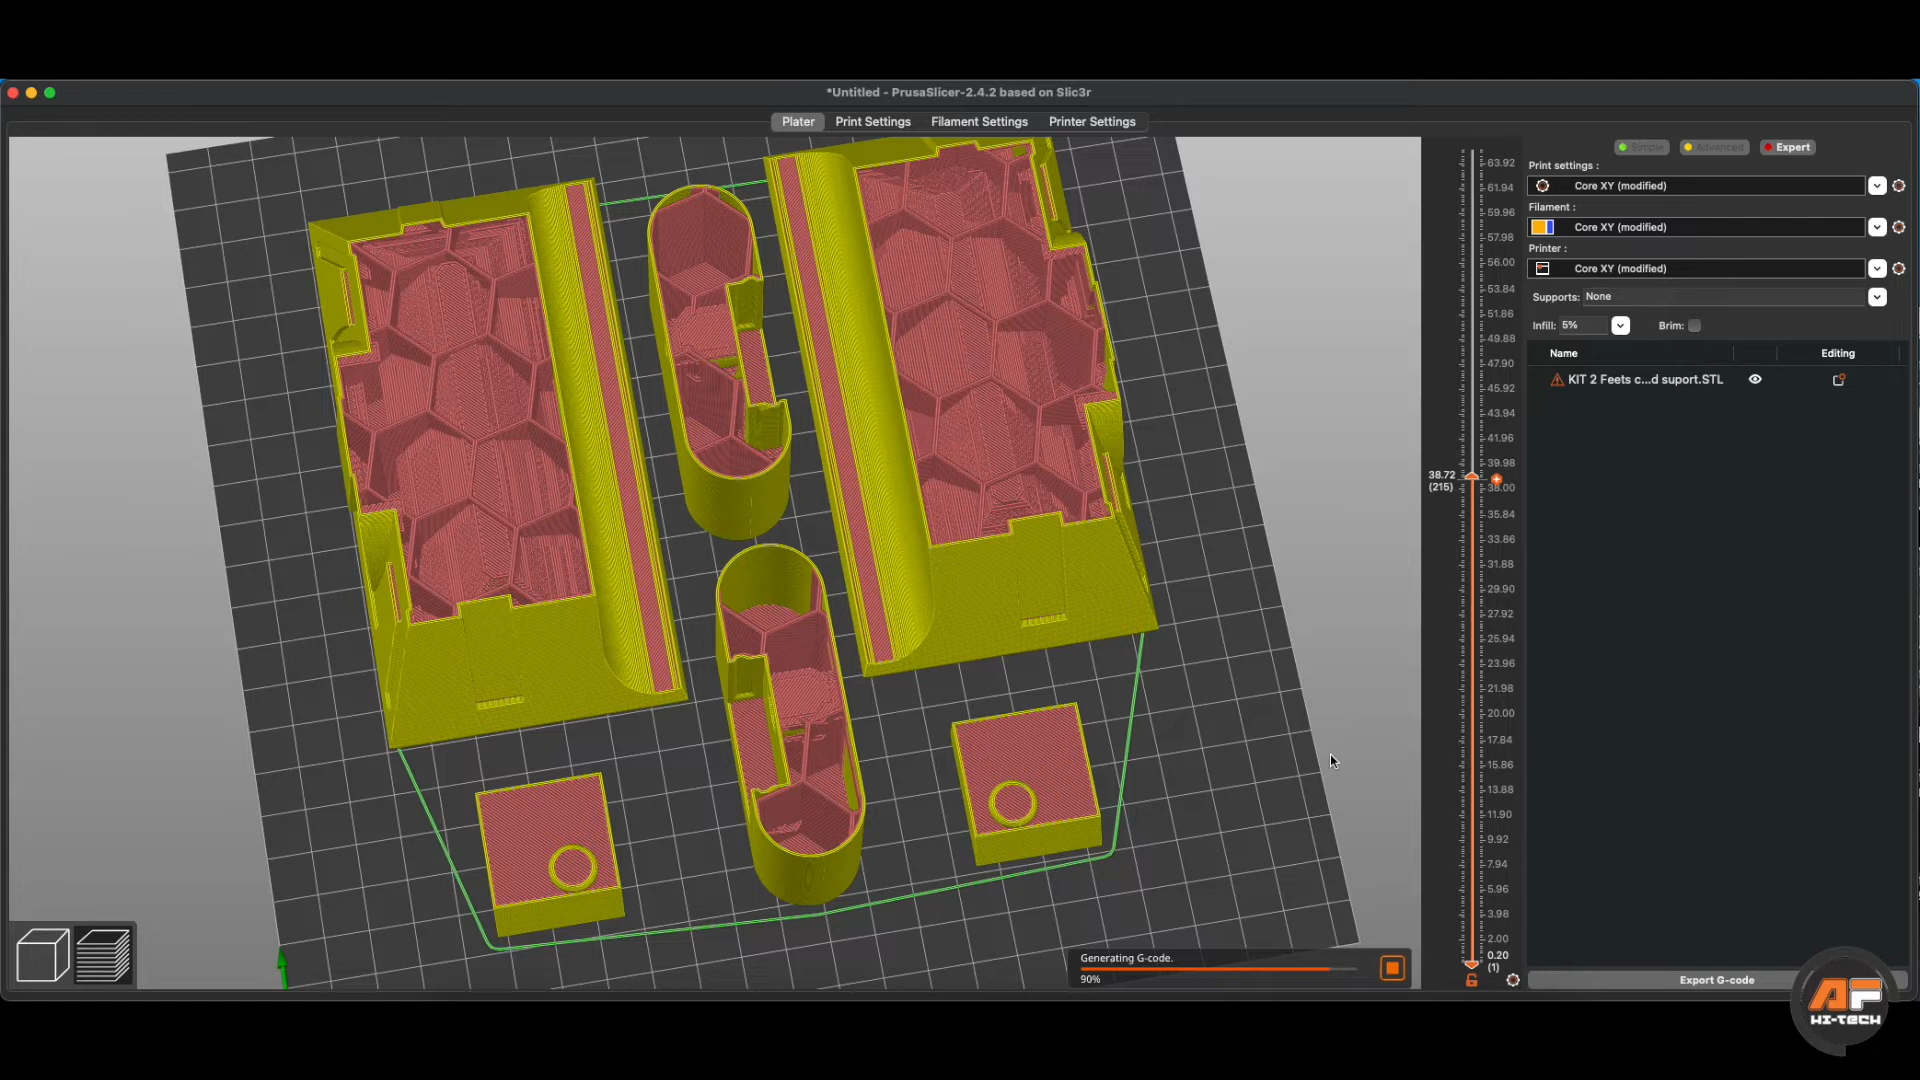 *Untitled - PrusaSlicer-2.4.2 based on Slic3r
Plater
Print Settings
Filament Settings
Printer Settings
Simple
Advanced
Expert
Print settings :
Core XY (modified)
Filament :
Core XY (modified)
Printer :
Core XY (modified)
Supports: None
Infill: 5%
Brim:
Name
Editing
KIT 2 Feets c...d suport.STL
63.92
61.94
59.96
57.98
56.00
53.84
51.86
49.88
47.90
45.92
43.94
41.96
39.98
38.72
(215)
38.00
35.84
33.86
31.88
29.90
27.92
25.94
23.96
21.98
20.00
17.84
15.86
13.88
11.90
9.92
7.94
5.96
3.98
2.00
0.20
(1)
Generating G-code.
90%
Export G-code
AF
HI-TECH